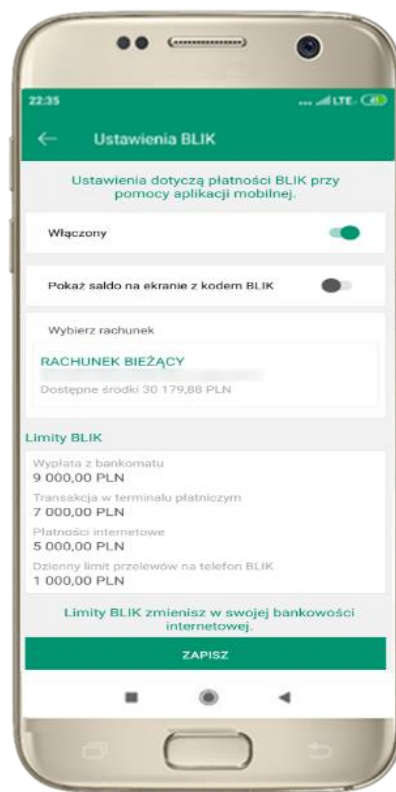 22:35
LTE
Ustawienia BLIK
Ustawienia dotyczą płatności BLIK przy
pomocy aplikacji mobilnej.
Włączony
Pokaż saldo na ekranie z kodem BLIK
Wybierz rachunek
RACHUNEK BIEŻĄCY
Dostępne środki 30 179,88 PLN
Limity BLIK
Wypłata z bankomatu
9 000,00 PLN
Transakcja w terminalu płatniczym
7 000,00 PLN
Płatności internetowe
5 000,00 PLN
Dzienny limit przelewów na telefon BLIK
1 000,00 PLN
Limity BLIK zmienisz w swojej bankowości
internetowej.
ZAPISZ